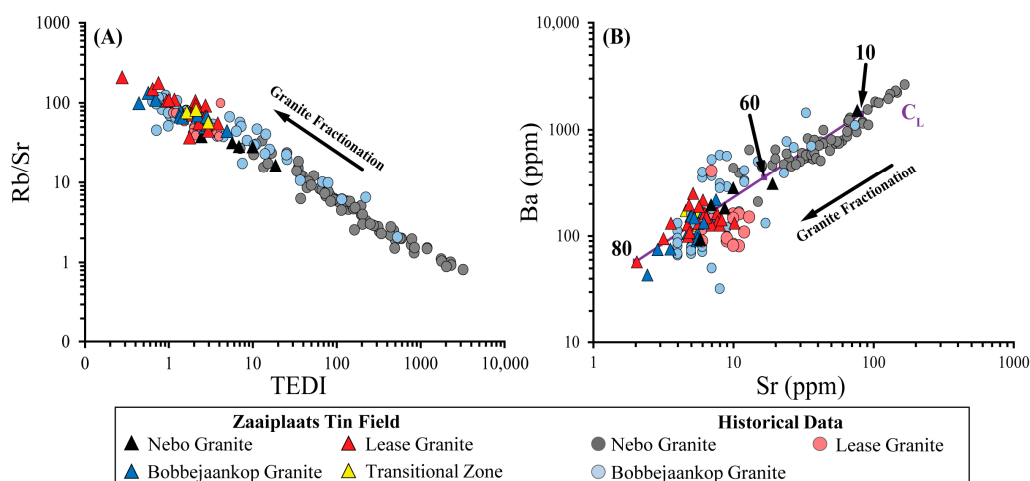 (A)
1000
100
10
1
0
Rb/Sr
Granite Fractionation
0
1
10
100
1000
10,000
TEDI
(B)
10,000
1000
100
10
Ba (ppm)
10
60
80
C_L
Granite Fractionation
1
10
100
1000
Sr (ppm)
Zaaiplaats Tin Field
Nebo Granite
Lease Granite
Bobbejaankop Granite
Transitional Zone
Historical Data
Nebo Granite
Lease Granite
Bobbejaankop Granite